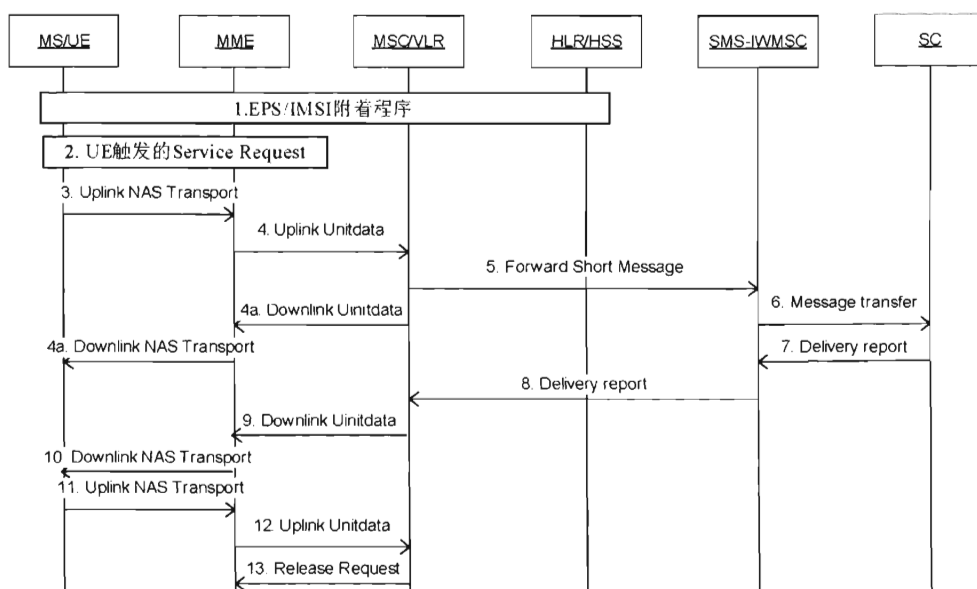 MS/UE
MME
MSC/VLR
HLR/HSS
SMS-IWMSC
SC
1.EPS/IMSI附着程序
2. UE触发的Service Request
3. Uplink NAS Transport
4. Uplink Unitdata
5. Forward Short Message
4a. Downlink Uinitdata
6. Message transfer
4a. Downlink NAS Transport
7. Delivery report
8. Delivery report
9. Downlink Uinitdata
10. Downlink NAS Transport
11. Uplink NAS Transport
12. Uplink Unitdata
13. Release Request